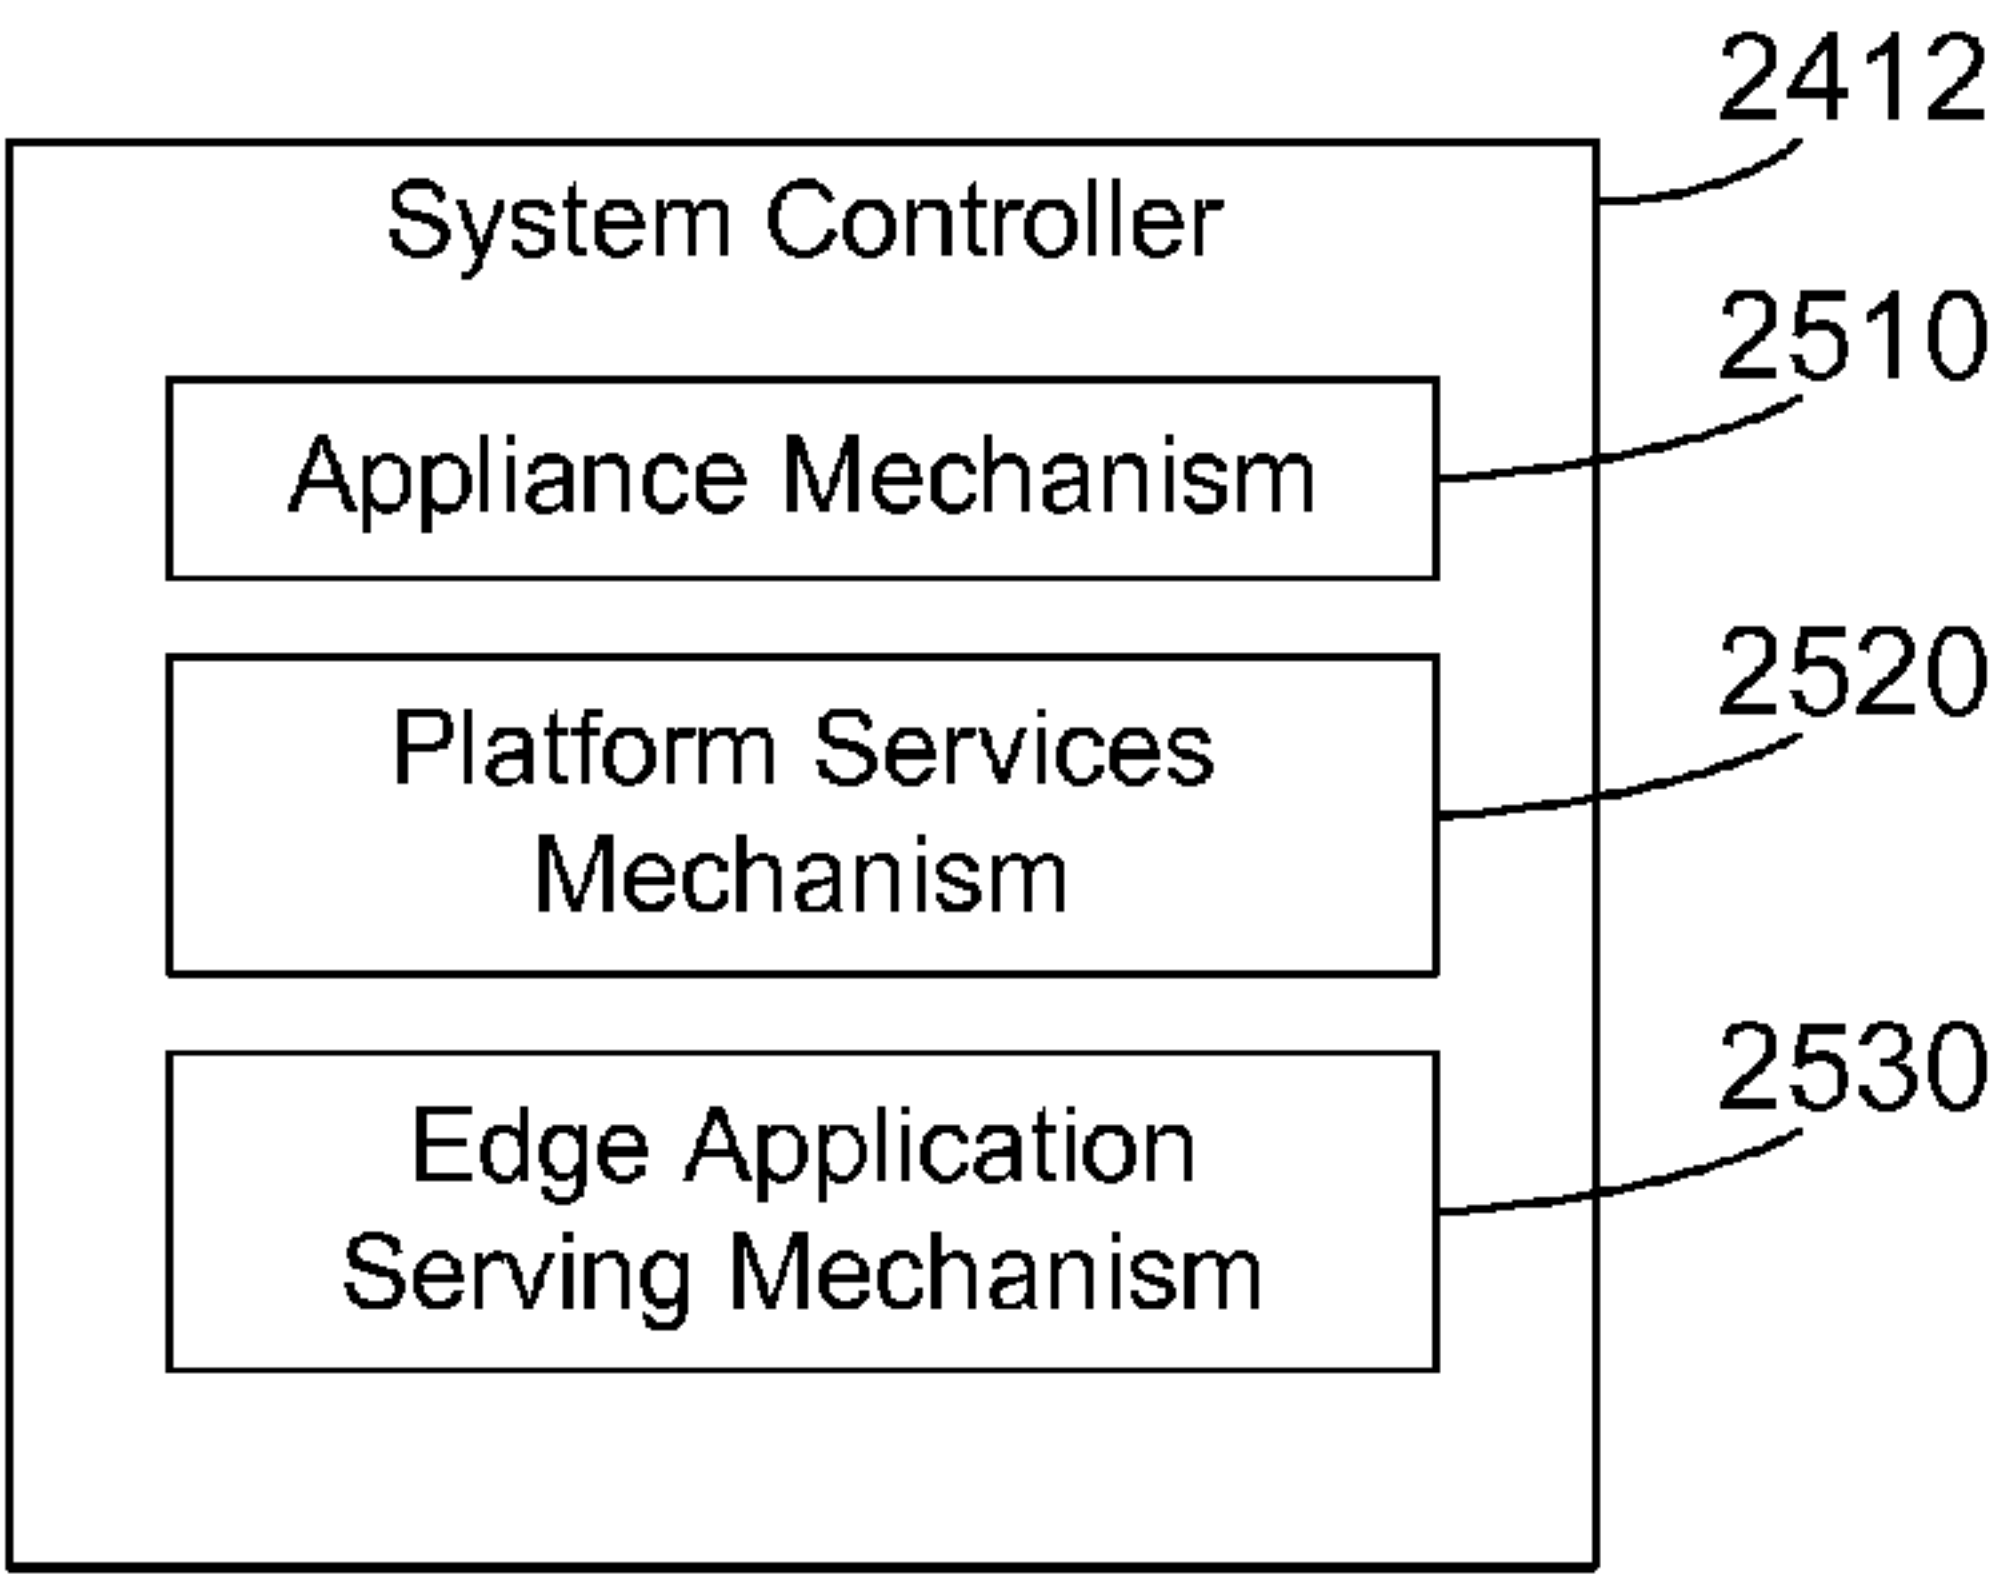 2412
System Controller
2510
Appliance Mechanism
2520
Platform Services
Mechanism
2530
Edge Application
Serving Mechanism